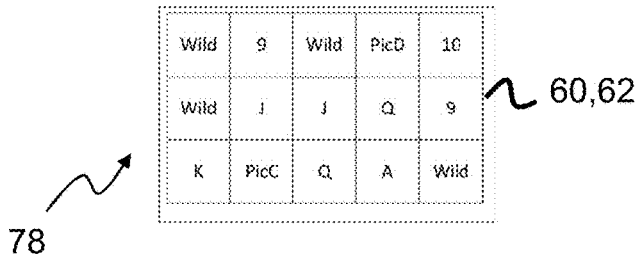 Wild 9 Wild PicD 10
Wild J J Q 9
60,62
K PicC Q A Wild
78